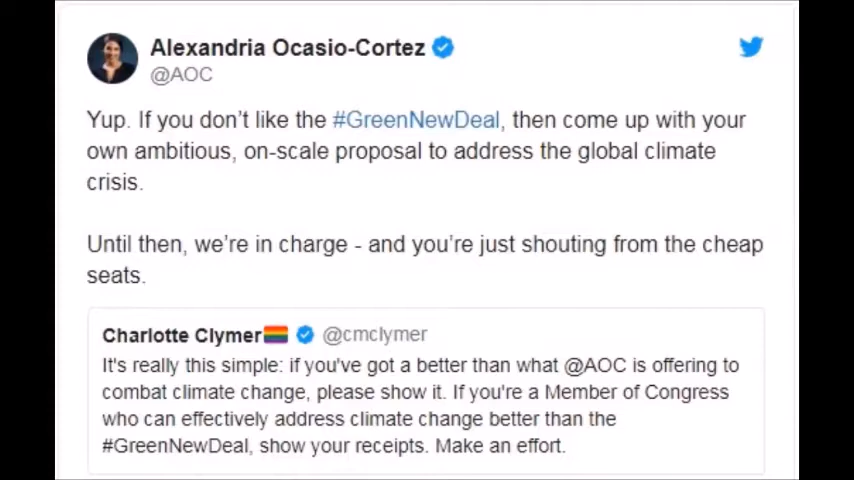 Alexandria Ocasio-Cortez
@AOC
Yup. If you don’t like the #GreenNewDeal, then come up with your
own ambitious, on-scale proposal to address the global climate
crisis.
Until then, we’re in charge - and you’re just shouting from the cheap
seats.
Charlotte Clymer🏳️‍🌈 @cmclymer
It's really this simple: if you've got a better than what @AOC is offering to
combat climate change, please show it. If you're a Member of Congress
who can effectively address climate change better than the
#GreenNewDeal, show your receipts. Make an effort.